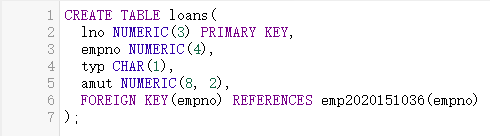 1 CREATE TABLE loans(
2 lno NUMERIC(3) PRIMARY KEY,
3 empno NUMERIC(4),
4 typ CHAR(1),
5 amut NUMERIC(8, 2),
6 FOREIGN KEY(empno) REFERENCES emp2020151036(empno)
7 );